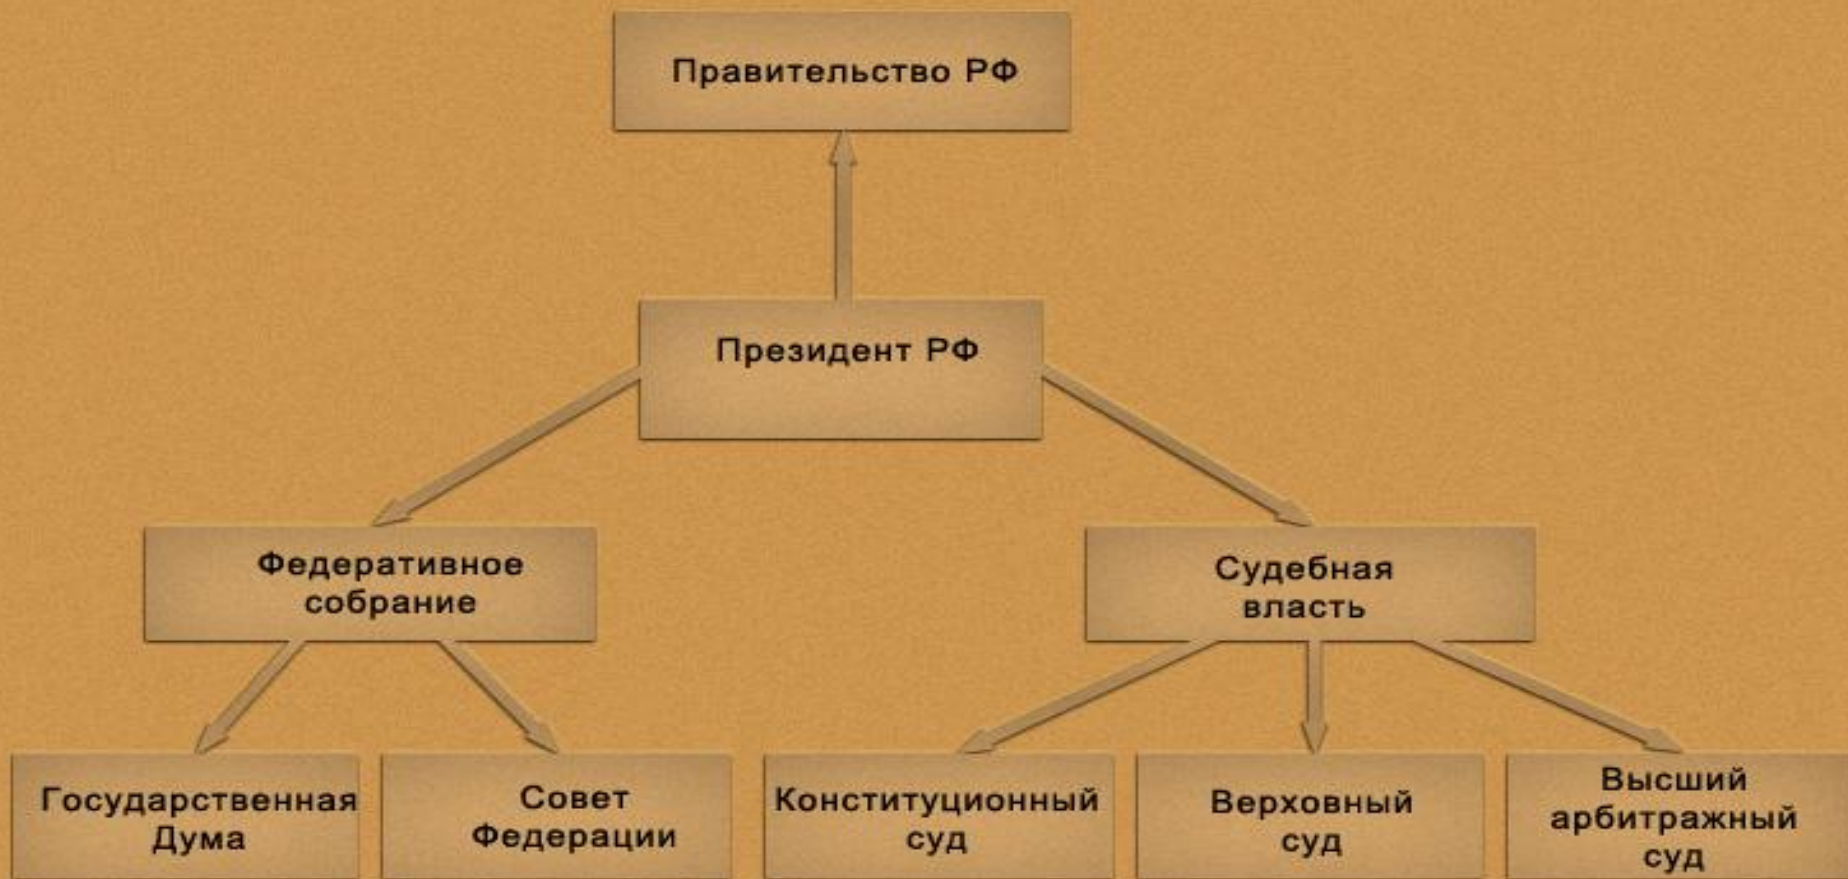 Правительство РФ
Президент РФ
Федеративное
собрание
Судебная
власть
Государственная
Дума
Совет
Федерации
Конституционный
суд
Верховный
суд
Высший
арбитражный
суд